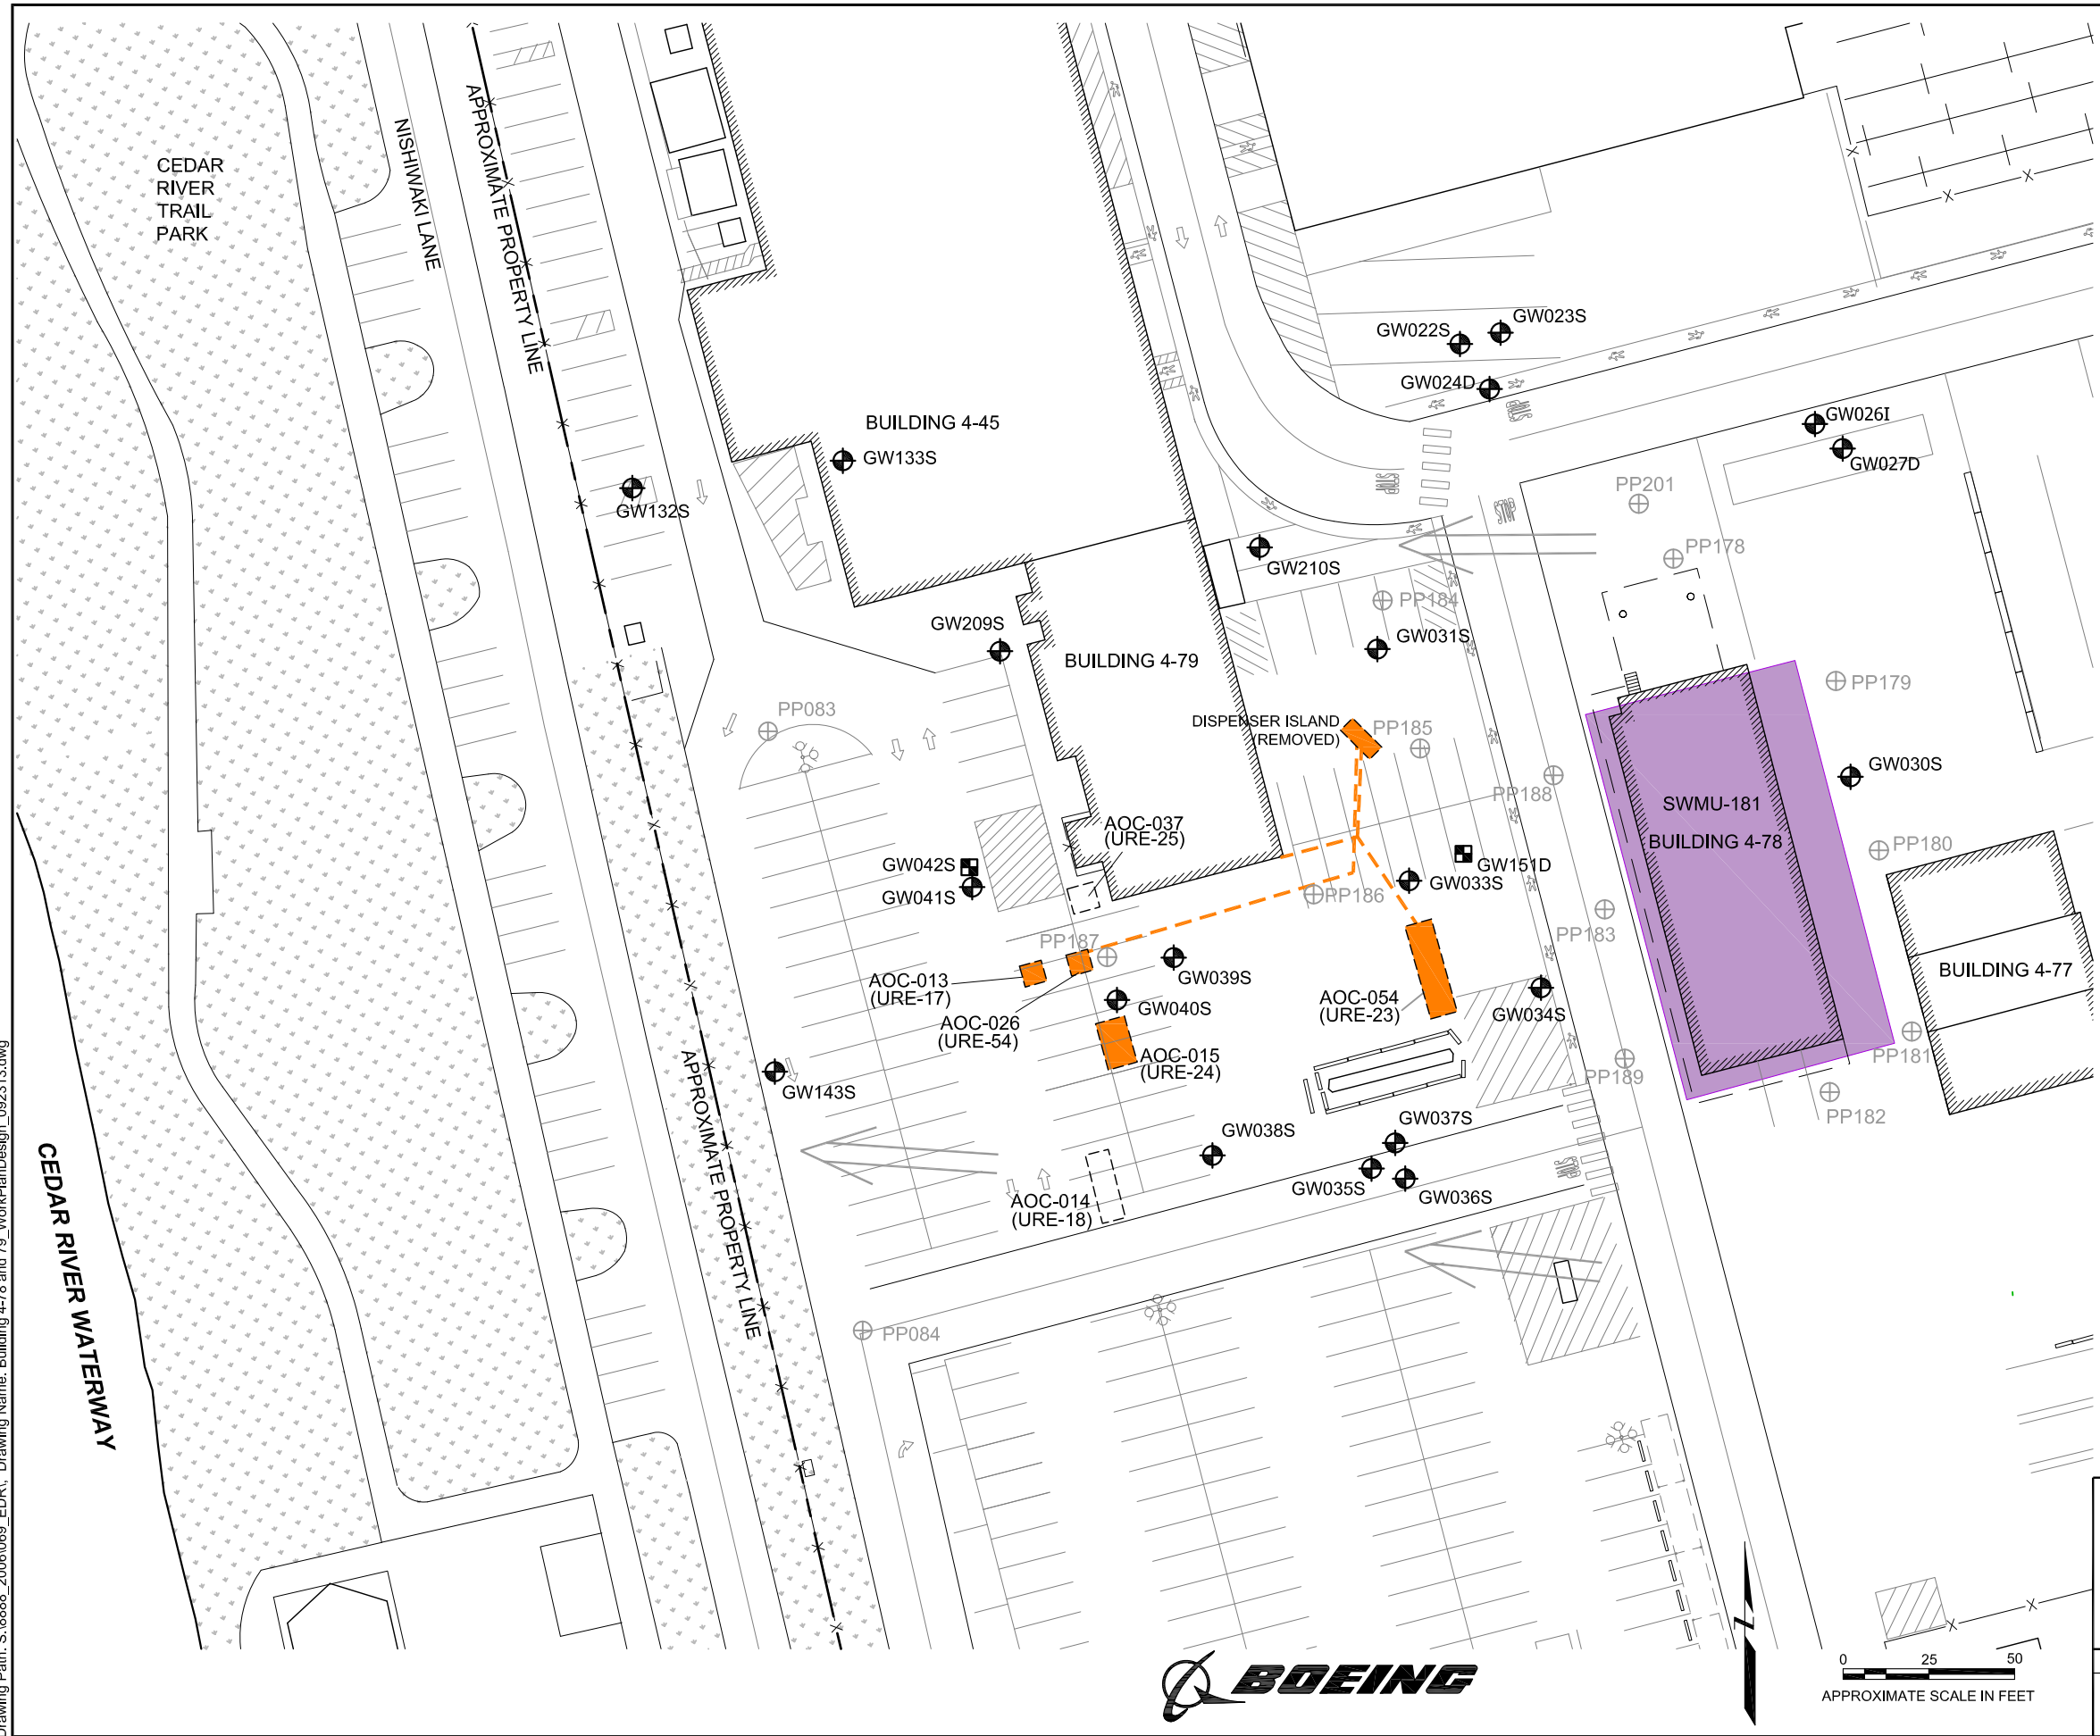 CEDAR
RIVER
TRAIL
PARK
NISHIWAKI LANE
APPROXIMATE PROPERTY LINE
BUILDING 4-45
GW133S
GW132S
GW022S
GW023S
GW024D
GW026I
GW027D
STOP
STOP
STOP
PP201
PP178
GW210S
PP184
GW031S
GW209S
BUILDING 4-79
PP083
DISPENSER ISLAND
(REMOVED)
PP185
PP188
PP179
GW030S
SWMU-181
BUILDING 4-78
PP180
AOC-037
(URE-25)
GW042S
GW041S
GW151D
GW033S
PP186
PP183
PP187
GW039S
AOC-013
(URE-17)
AOC-026
(URE-54)
GW040S
AOC-015
(URE-24)
AOC-054
(URE-23)
GW034S
BUILDING 4-77
PP181
PP189
PP182
GW143S
APPROXIMATE PROPERTY LINE
GW038S
GW037S
GW035S
GW036S
STOP
AOC-014
(URE-18)
PP084
CEDAR RIVER WATERWAY
BOEING
N
0 25 50
APPROXIMATE SCALE IN FEET